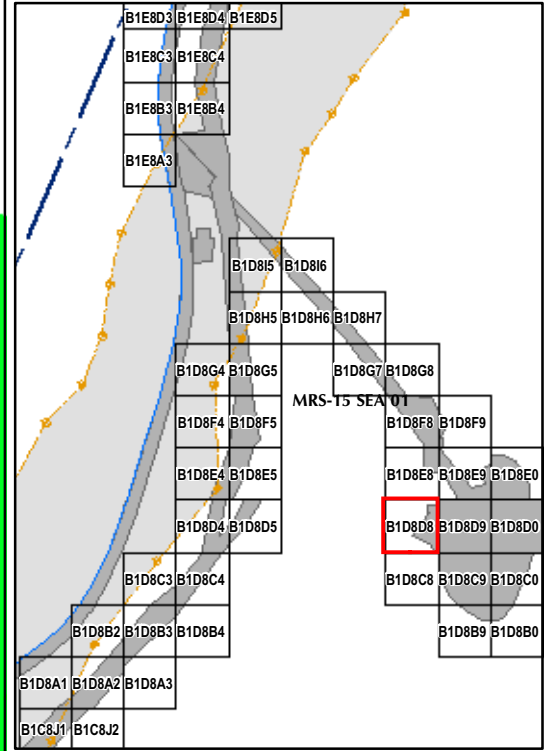 B1E8D3 B1E8D4 B1E8D5
B1E8C3 B1E8C4
B1E8B3 B1E8B4
B1E8A3
B1D8I5 B1D8I6
B1D8H5 B1D8H6 B1D8H7
B1D8G4 B1D8G5 B1D8G7 B1D8G8
MRS-15 SEA 01
B1D8F4 B1D8F5 B1D8F8 B1D8F9
B1D8E4 B1D8E5 B1D8E8 B1D8E9 B1D8E0
B1D8D4 B1D8D5 B1D8D8 B1D8D9 B1D8D0
B1D8C3 B1D8C4 B1D8C8 B1D8C9 B1D8C0
B1D8B2 B1D8B3 B1D8B4 B1D8B9 B1D8B0
B1D8A1 B1D8A2 B1D8A3
B1C8J1 B1C8J2